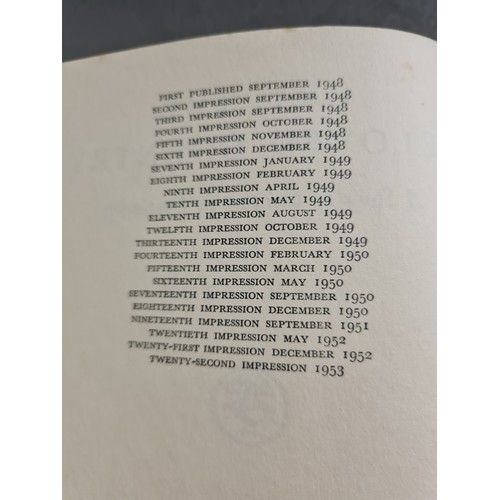 FIRST PUBLISHED SEPTEMBER 1948
SECOND IMPRESSION SEPTEMBER 1948
THIRD IMPRESSION SEPTEMBER 1948
FOURTH IMPRESSION OCTOBER 1948
FIFTH IMPRESSION NOVEMBER 1948
SIXTH IMPRESSION DECEMBER 1948
SEVENTH IMPRESSION JANUARY 1949
EIGHTH IMPRESSION FEBRUARY 1949
NINTH IMPRESSION APRIL 1949
TENTH IMPRESSION MAY 1949
ELEVENTH IMPRESSION AUGUST 1949
TWELFTH IMPRESSION OCTOBER 1949
THIRTEENTH IMPRESSION DECEMBER 1949
FOURTEENTH IMPRESSION FEBRUARY 1950
FIFTEENTH IMPRESSION MARCH 1950
SIXTEENTH IMPRESSION MAY 1950
SEVENTEENTH IMPRESSION SEPTEMBER 1950
EIGHTEENTH IMPRESSION DECEMBER 1950
NINETEENTH IMPRESSION SEPTEMBER 1951
TWENTIETH IMPRESSION MAY 1952
TWENTY-FIRST IMPRESSION DECEMBER 1952
TWENTY-SECOND IMPRESSION 1953